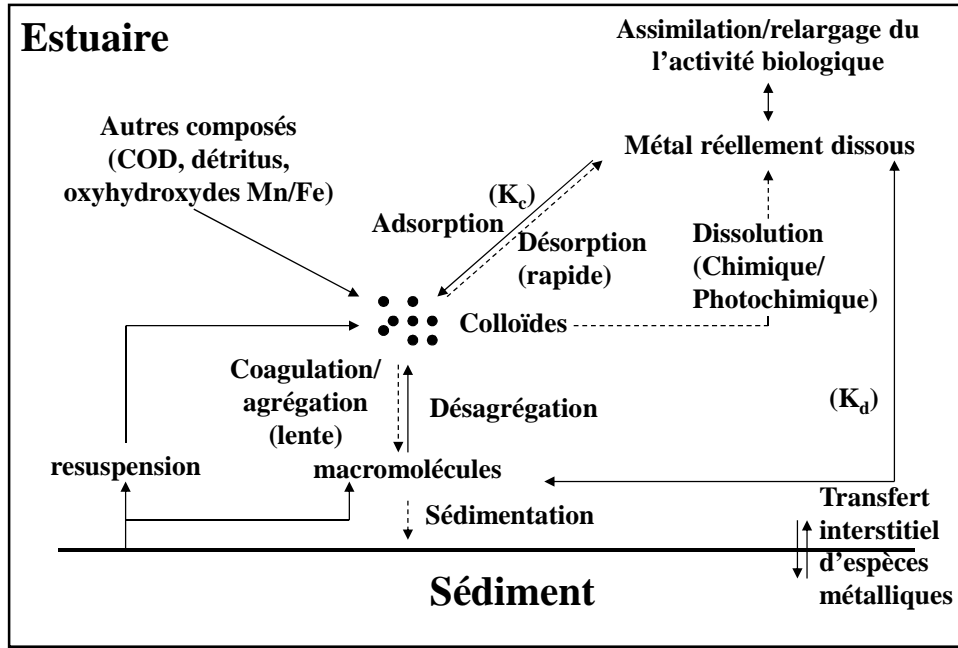 Estuaire
Assimilation/relargage du
l'activité biologique
Autres composés
(COD, détritus,
oxyhydroxydes Mn/Fe)
Métal réellement dissous
(Kc)
Adsorption
Désorption
(rapide)
Dissolution
(Chimique/
Photochimique)
Colloïdes
Coagulation/
agrégation
(lente)
Désagrégation
(Kd)
resuspension
macromolécules
Sédimentation
Transfert
interstitiel
d'espèces
métalliques
Sédiment